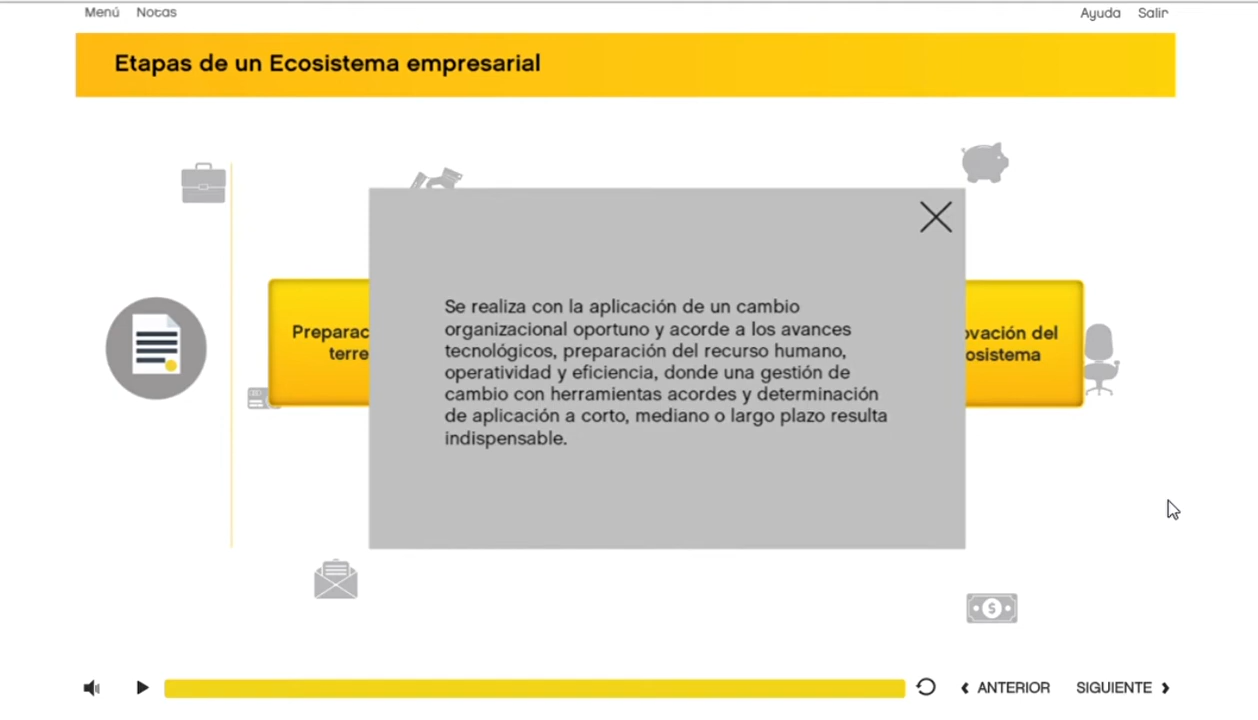 Menú Notas Ayuda Salir
Etapas de un Ecosistema empresarial
Se realiza con la aplicación de un cambio
organizacional oportuno y acorde a los avances
tecnológicos, preparación del recurso humano,
operatividad y eficiencia, donde una gestión de
cambio con herramientas acordes y determinación
de aplicación a corto, mediano o largo plazo resulta
indispensable.
Preparac
terre
ovación del
osistema
$
ANTERIOR SIGUIENTE